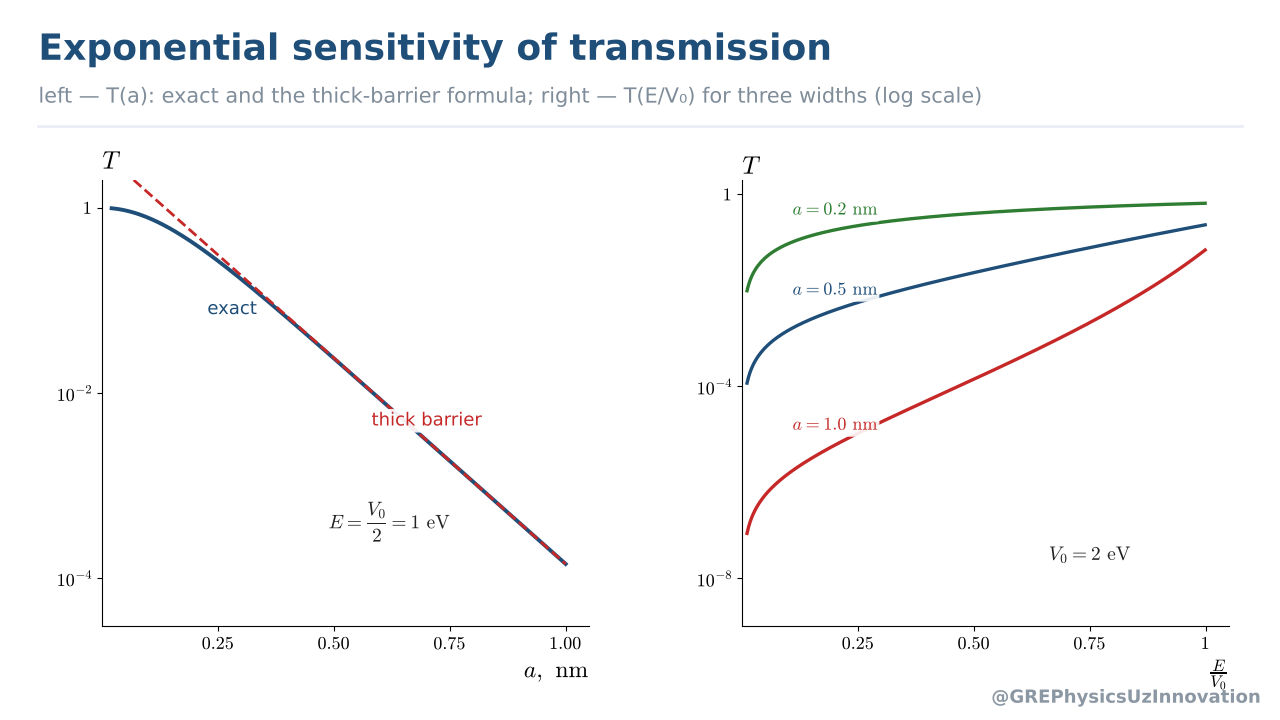 Exponential sensitivity of transmission
left — T(a): exact and the thick-barrier formula; right — T(E/V₀) for three widths (log scale)
T
1
10⁻²
10⁻⁴
exact
thick barrier
E = V₀/2 = 1 eV
0.25 0.50 0.75 1.00
a, nm
T
1
10⁻⁴
10⁻⁸
a = 0.2 nm
a = 0.5 nm
a = 1.0 nm
V₀ = 2 eV
0.25 0.50 0.75 1
E/V₀
@GREPhysicsUzInnovation